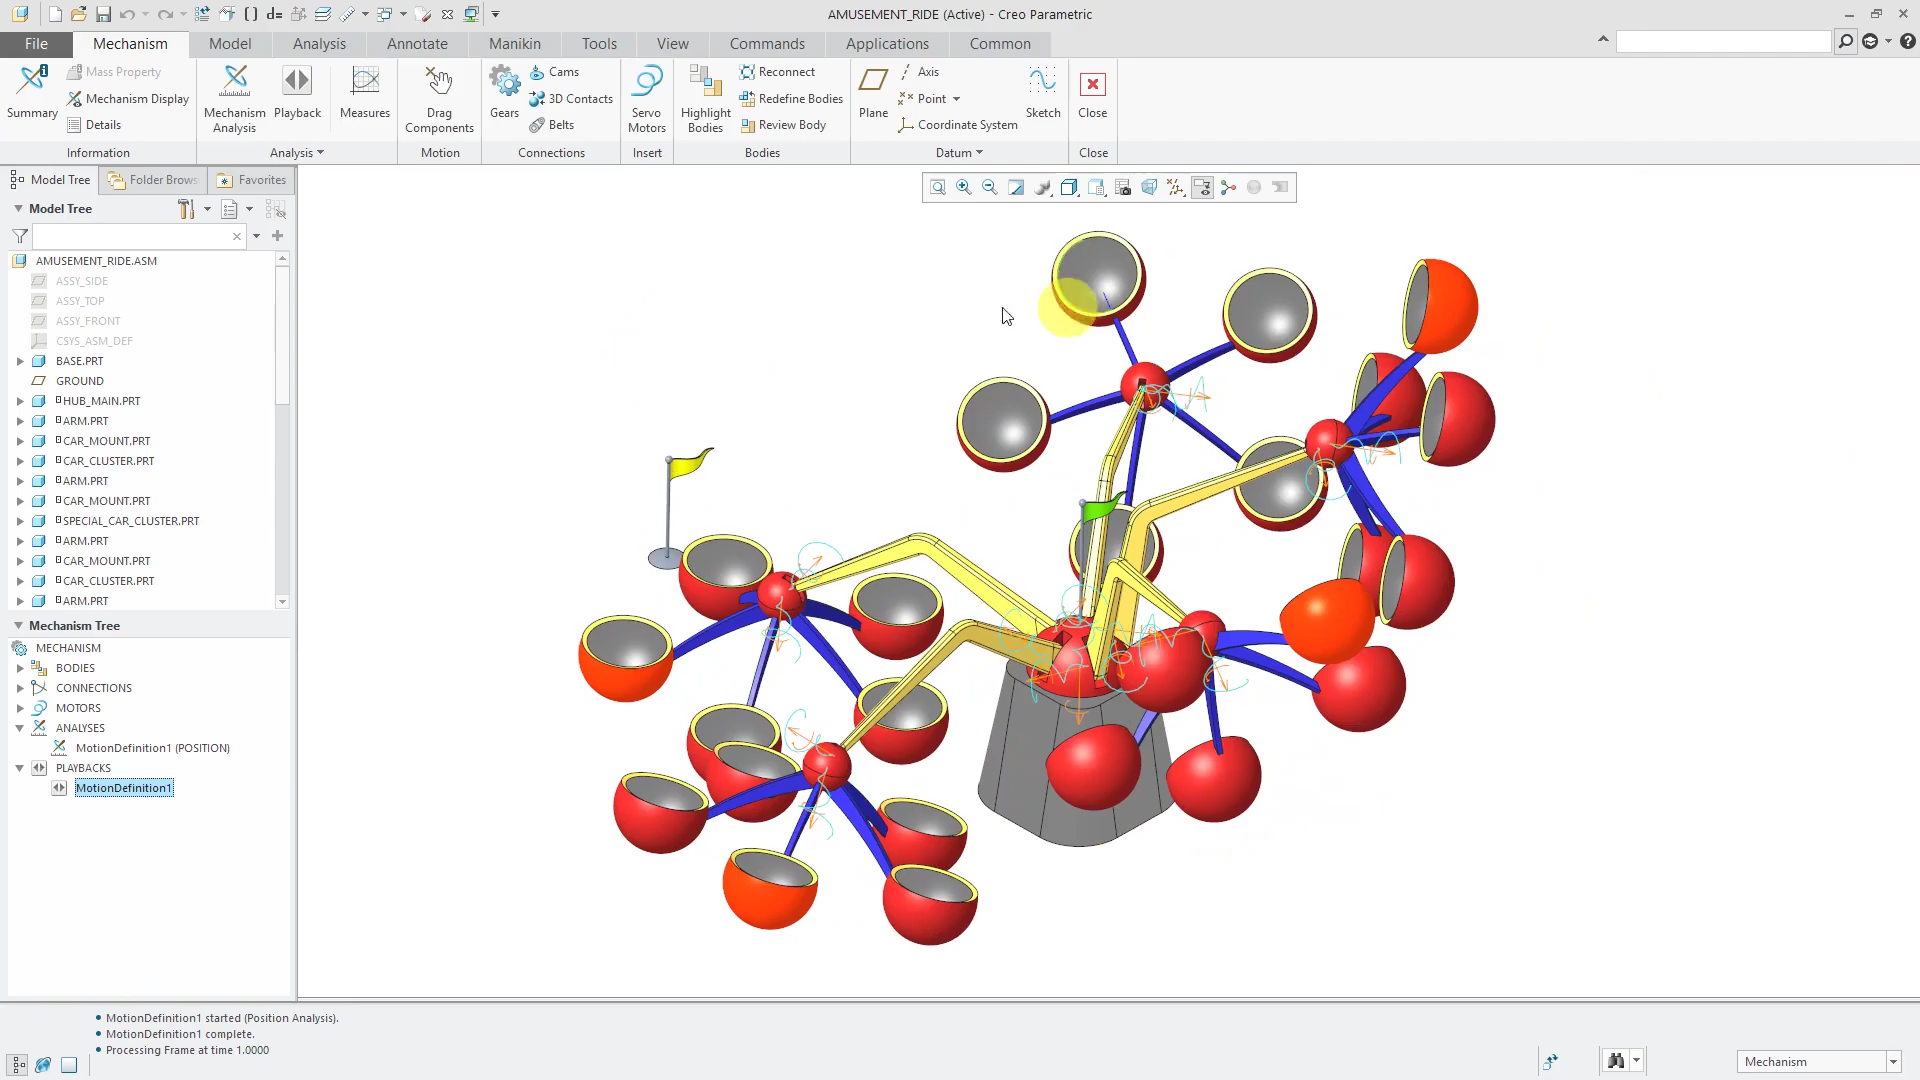 AMUSEMENT_RIDE (Active) - Creo Parametric
File
Mechanism
Model
Analysis
Annotate
Manikin
Tools
View
Commands
Applications
Common
Summary
Mass Property
Mechanism Display
Details
Information
Mechanism
Analysis
Playback
Measures
Analysis
Drag
Components
Motion
Gears
Cams
3D Contacts
Belts
Connections
Servo
Motors
Insert
Highlight
Bodies
Reconnect
Redefine Bodies
Review Body
Bodies
Plane
Axis
Point
Coordinate System
Sketch
Datum
Close
Close
Model Tree
Folder Brows
Favorites
Model Tree
AMUSEMENT_RIDE.ASM
ASSY_SIDE
ASSY_TOP
ASSY_FRONT
CSYS_ASM_DEF
BASE.PRT
GROUND
HUB_MAIN.PRT
ARM.PRT
CAR_MOUNT.PRT
CAR_CLUSTER.PRT
ARM.PRT
CAR_MOUNT.PRT
SPECIAL_CAR_CLUSTER.PRT
ARM.PRT
CAR_MOUNT.PRT
CAR_CLUSTER.PRT
ARM.PRT
Mechanism Tree
MECHANISM
BODIES
CONNECTIONS
MOTORS
ANALYSES
MotionDefinition1 (POSITION)
PLAYBACKS
MotionDefinition1
• MotionDefinition1 started (Position Analysis).
• MotionDefinition1 complete.
• Processing Frame at time 1.0000
Mechanism